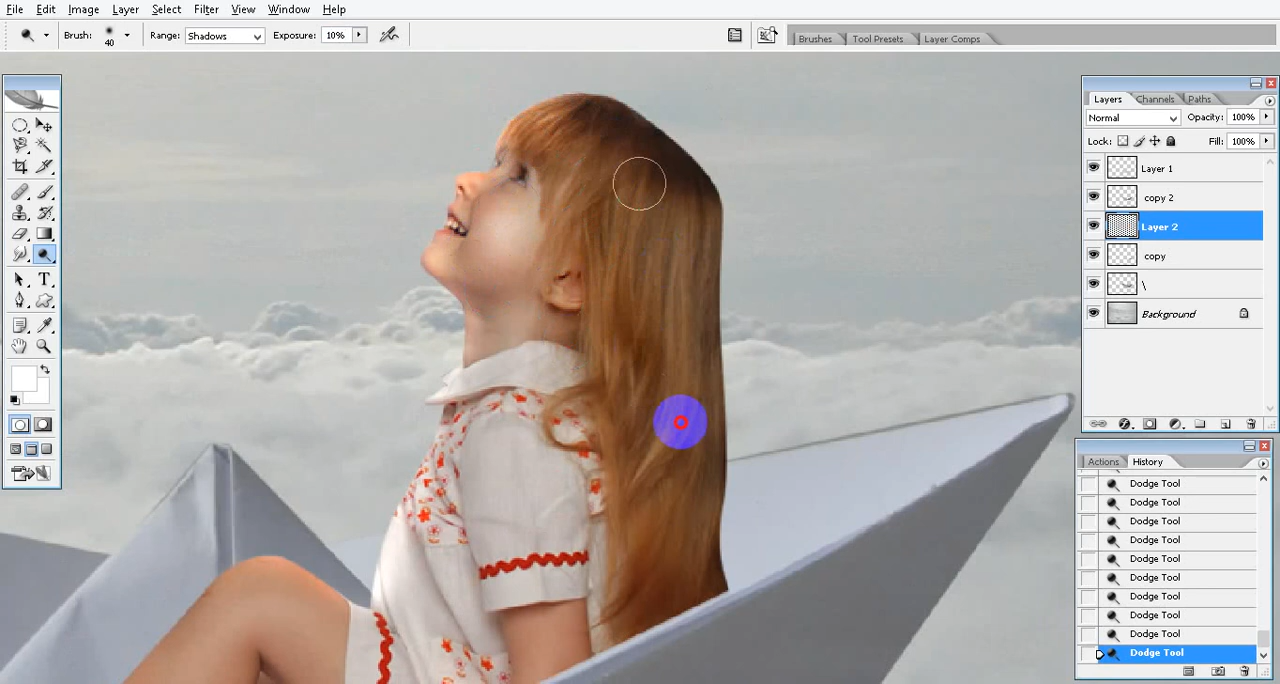 File Edit Image Layer Select Filter View Window Help
Brush: 40 Range: Shadows Exposure: 10% Brushes Tool Presets Layer Comps
Layers Channels Paths
Normal Opacity: 100%
Lock: Fill: 100%
Layer 1
copy 2
Layer 2
copy
\
Background
Actions History
Dodge Tool
Dodge Tool
Dodge Tool
Dodge Tool
Dodge Tool
Dodge Tool
Dodge Tool
Dodge Tool
Dodge Tool
Dodge Tool